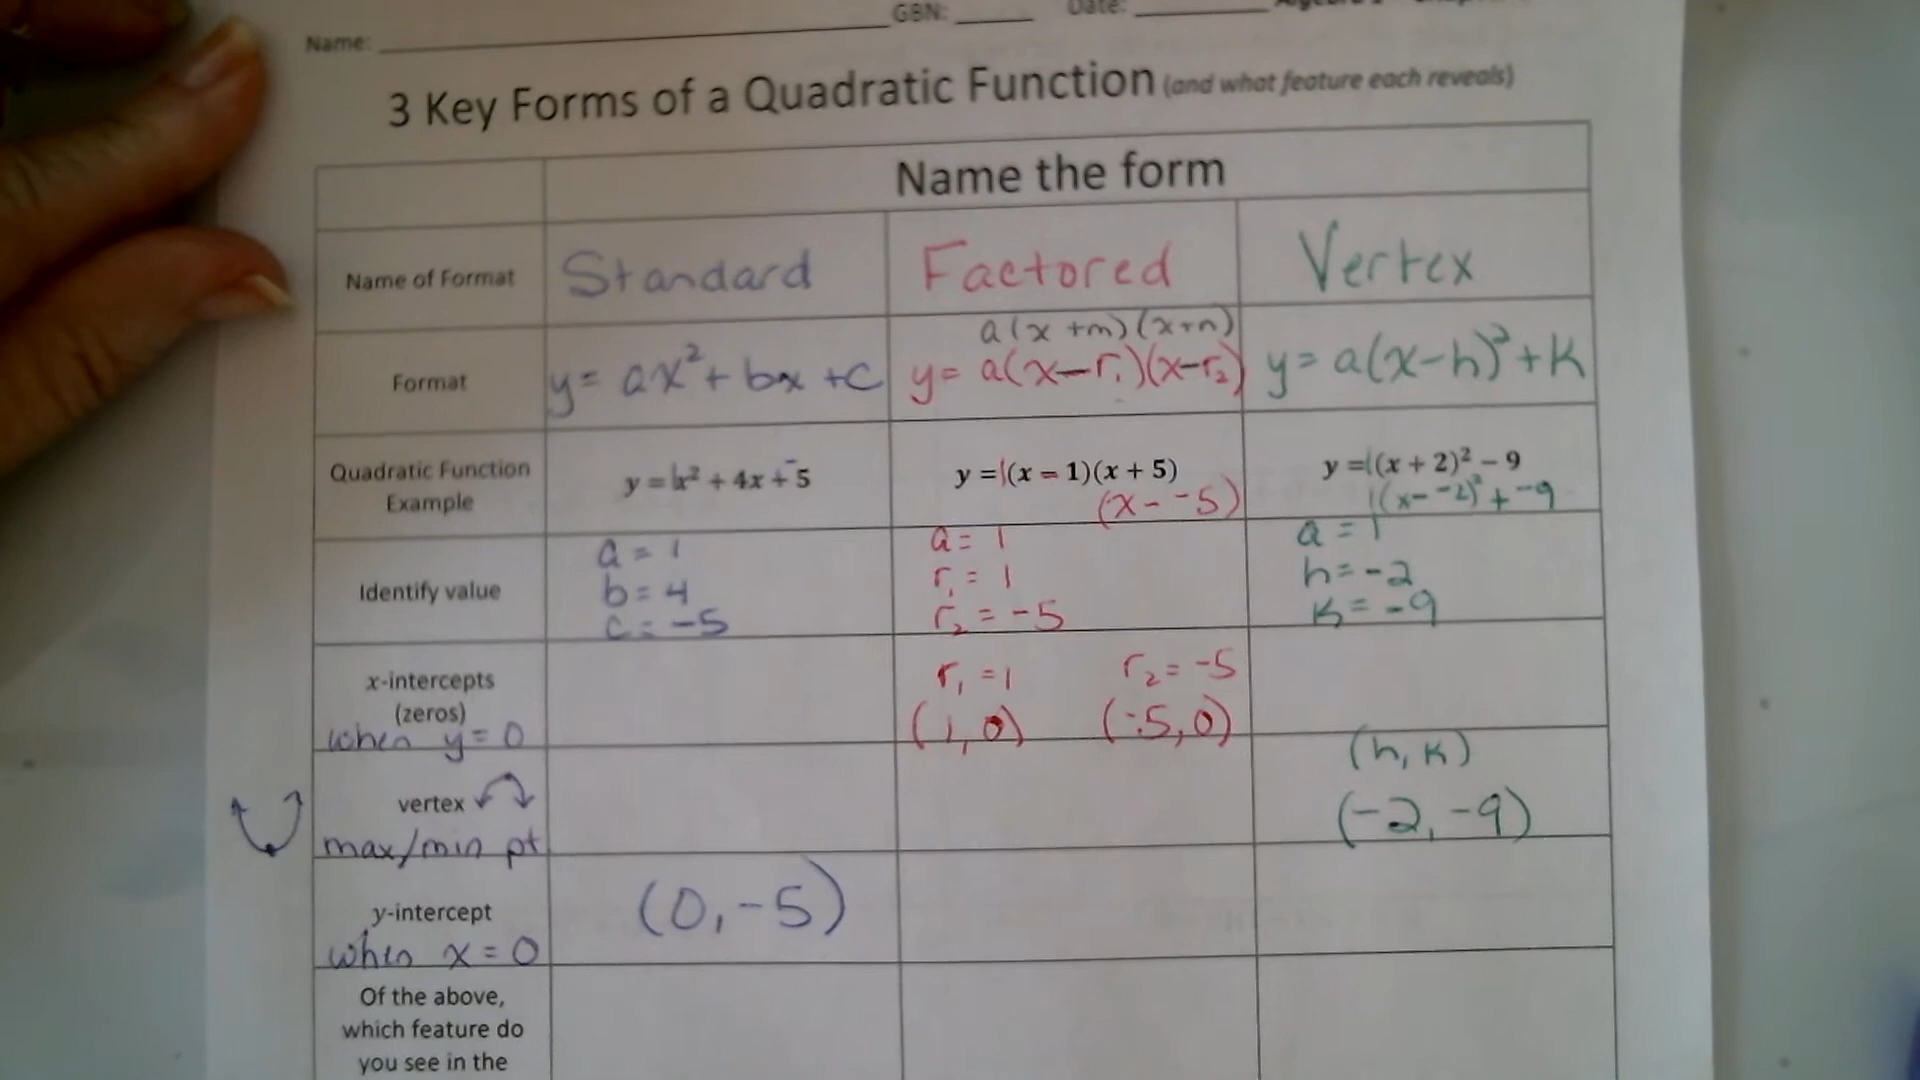 Name: ____ GBN: ____ Date: ____
3 Key Forms of a Quadratic Function (and what feature each reveals)
Name the form
Name of Format
Standard
Factored
Vertex
Format
y = ax² + bx + c
a(x + m)(x + n)
y = a(x – r₁)(x – r₂)
y = a(x – h)² + k
Quadratic Function
Example
y = 1x² + 4x + -5
y = 1(x – 1)(x + 5)
(x - -5)
y = 1(x + 2)² – 9
1(x - -2)² + -9
Identify value
a = 1
b = 4
c = -5
a = 1
r₁ = 1
r₂ = -5
a = 1
h = -2
k = -9
x-intercepts
(zeros)
when y = 0
r₁ = 1 r₂ = -5
(1, 0) (-5, 0)
vertex
max/min pt
(h, k)
(-2, -9)
y-intercept
when x = 0
(0, -5)
Of the above,
which feature do
you see in the